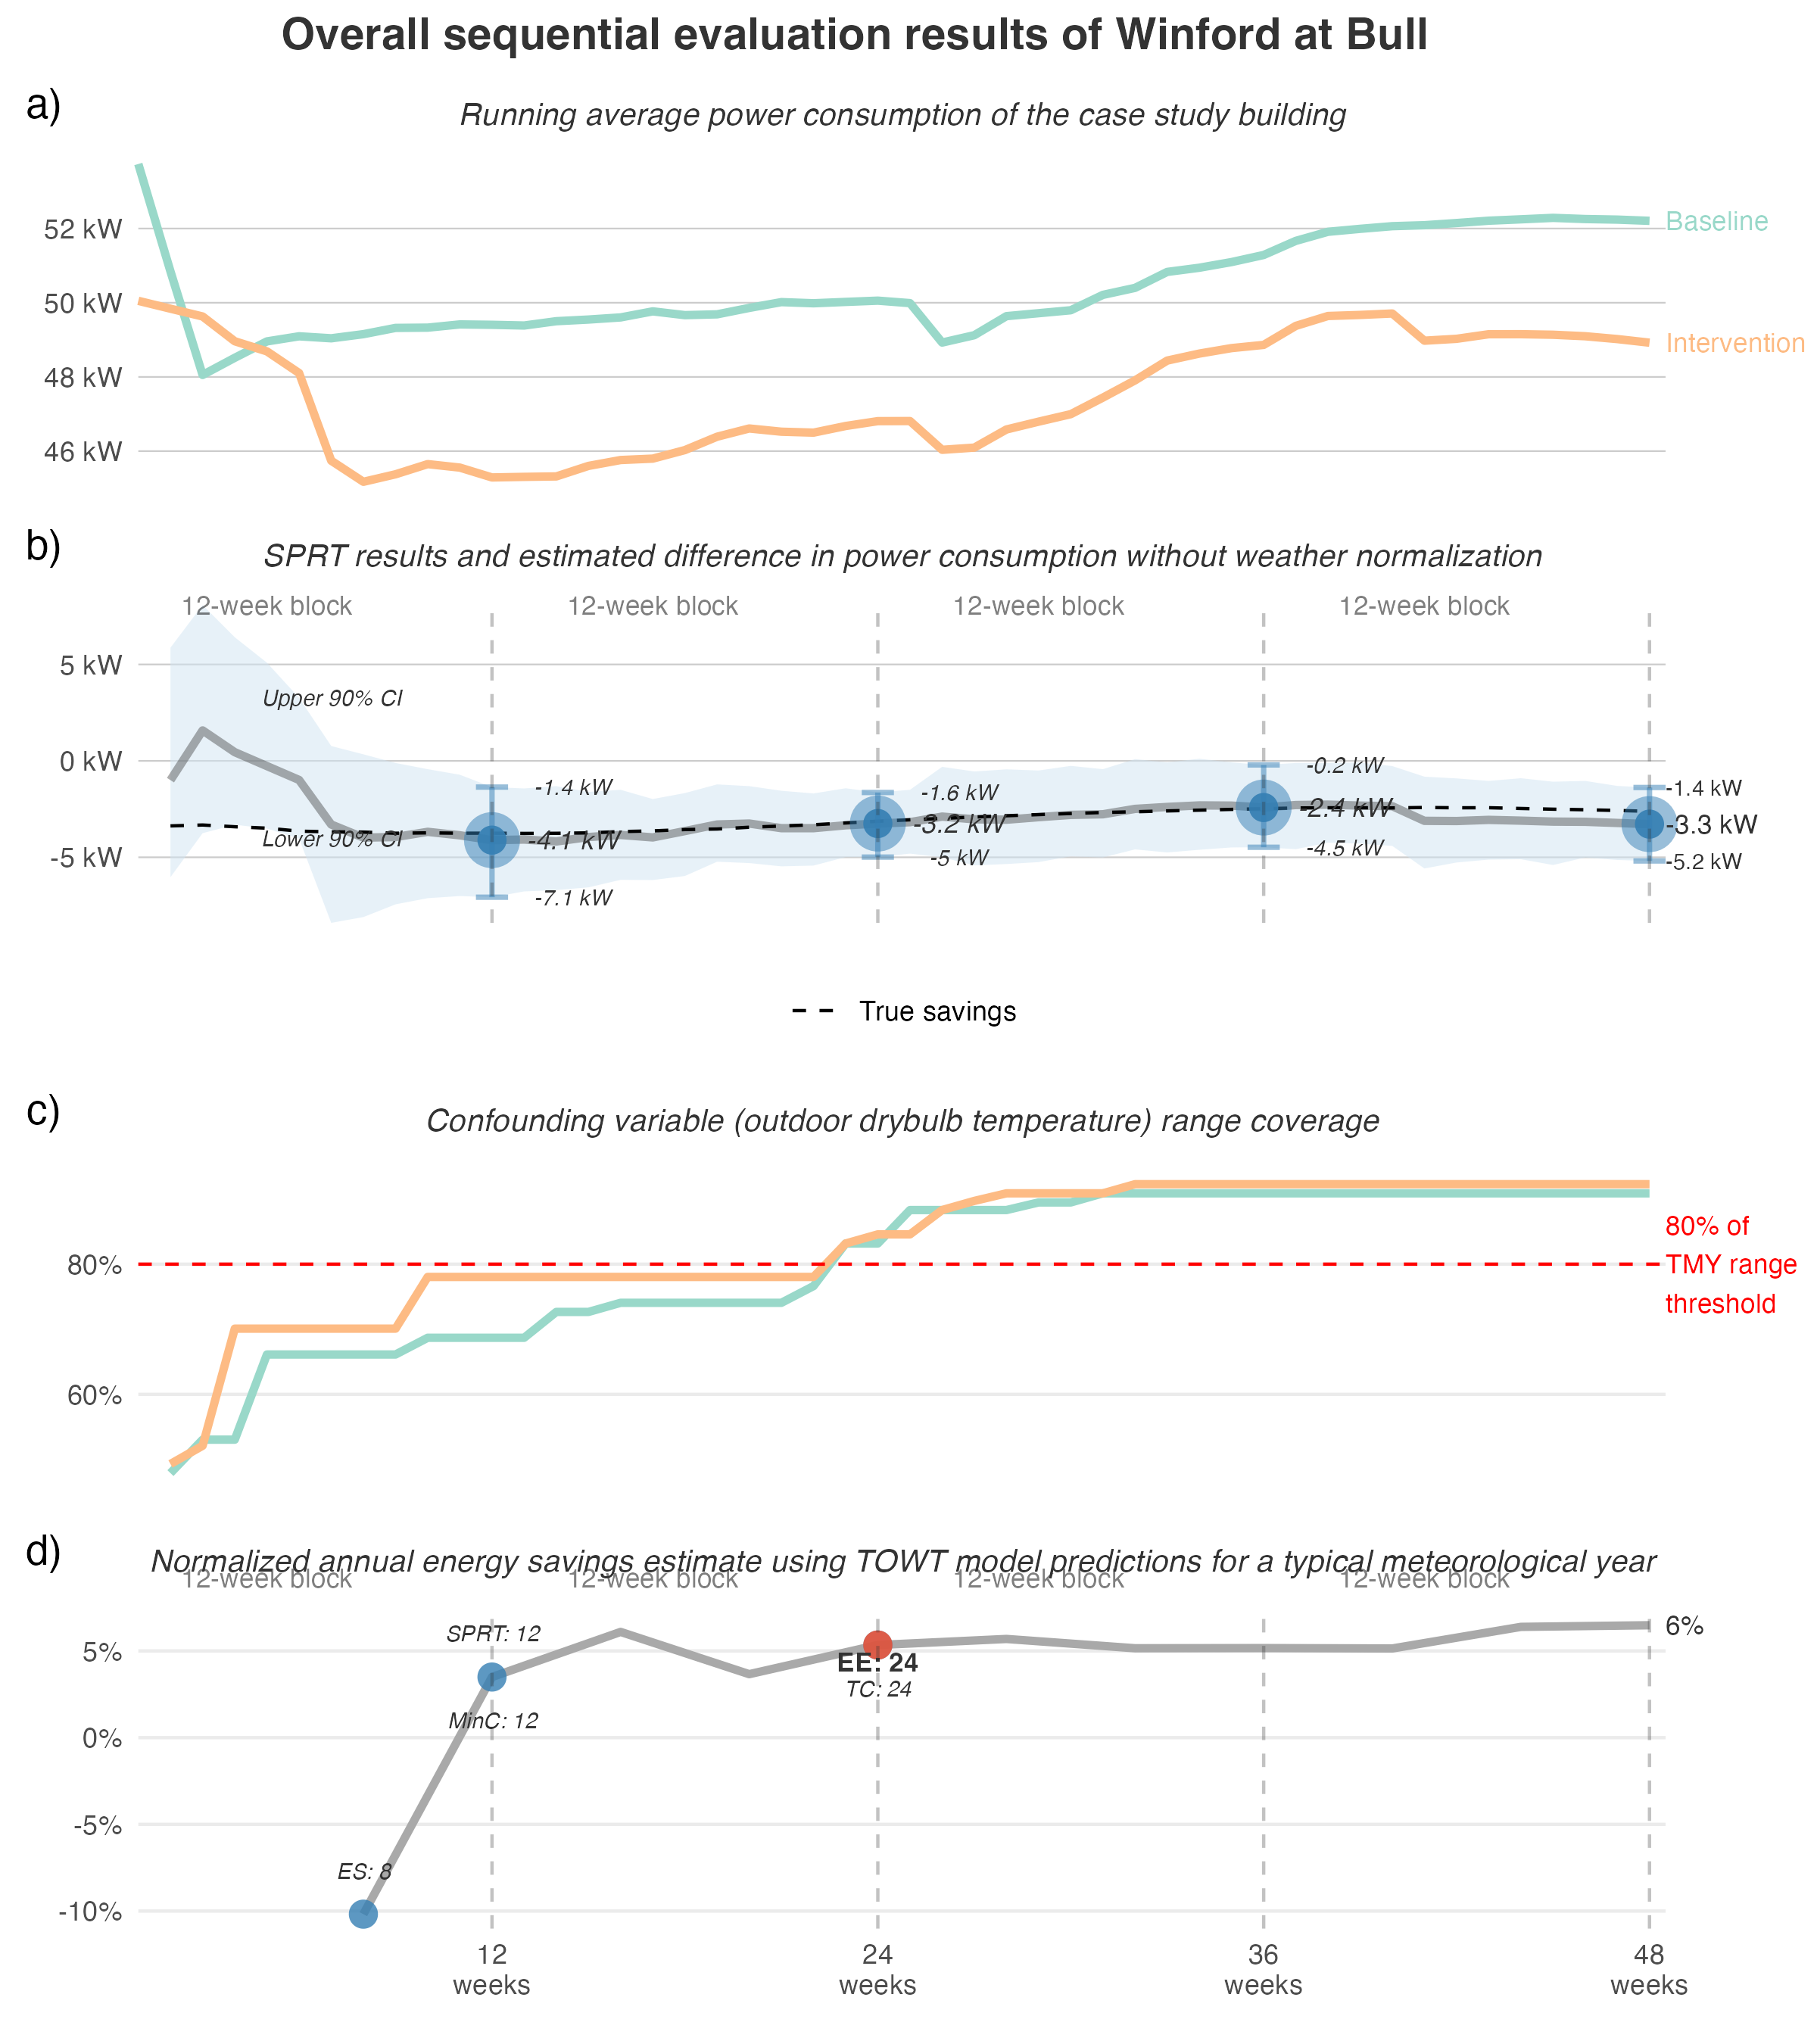 Overall sequential evaluation results of Winford at Bull
a)
Running average power consumption of the case study building
52 kW
50 kW
48 kW
46 kW
Baseline
Intervention
b)
SPRT results and estimated difference in power consumption without weather normalization
12-week block 12-week block 12-week block 12-week block
5 kW
0 kW
-5 kW
Upper 90% CI
Lower 90% CI
-1.4 kW
-4.1 kW
-7.1 kW
-1.6 kW
-3.2 kW
-5 kW
-0.2 kW
-2.4 kW
-4.5 kW
-1.4 kW
-3.3 kW
-5.2 kW
True savings
c)
Confounding variable (outdoor drybulb temperature) range coverage
80%
60%
80% of
TMY range
threshold
d)
Normalized annual energy savings estimate using TOWT model predictions for a typical meteorological year
12-week block 12-week block 12-week block 12-week block
5%
0%
-5%
-10%
SPRT: 12
MinC: 12
ES: 8
EE: 24
TC: 24
6%
12 24 36 48
weeks weeks weeks weeks